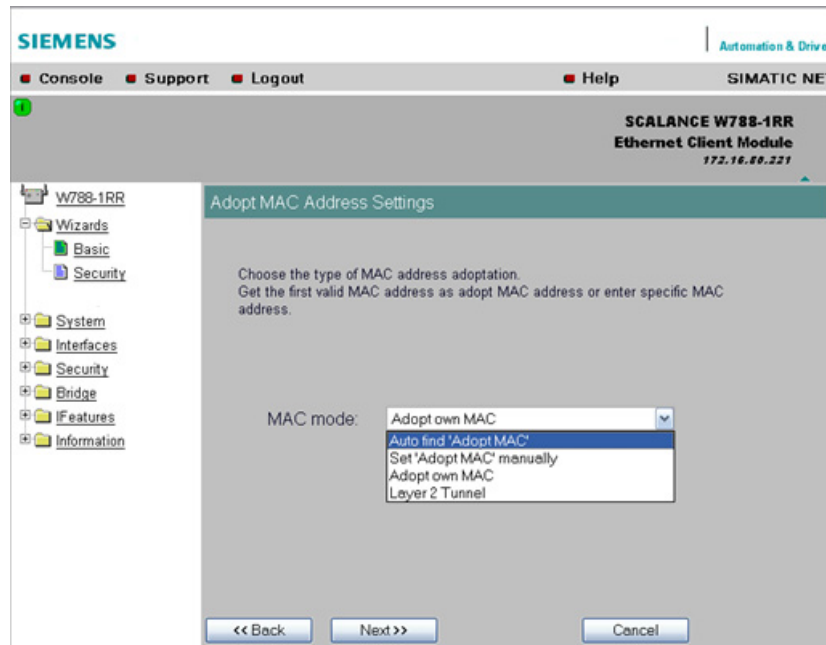 SIEMENS
Automation & Drive
Console Support Logout Help SIMATIC NE
SCALANCE W788-1RR
Ethernet Client Module
172.16.80.221
W788-1RR
Wizards
Basic
Security
System
Interfaces
Security
Bridge
IFeatures
Information
Adopt MAC Address Settings
Choose the type of MAC address adoptation.
Get the first valid MAC address as adopt MAC address or enter specific MAC
address.
MAC mode: Adopt own MAC
Auto find 'Adopt MAC'
Set 'Adopt MAC' manually
Adopt own MAC
Layer 2 Tunnel
<< Back Next >> Cancel